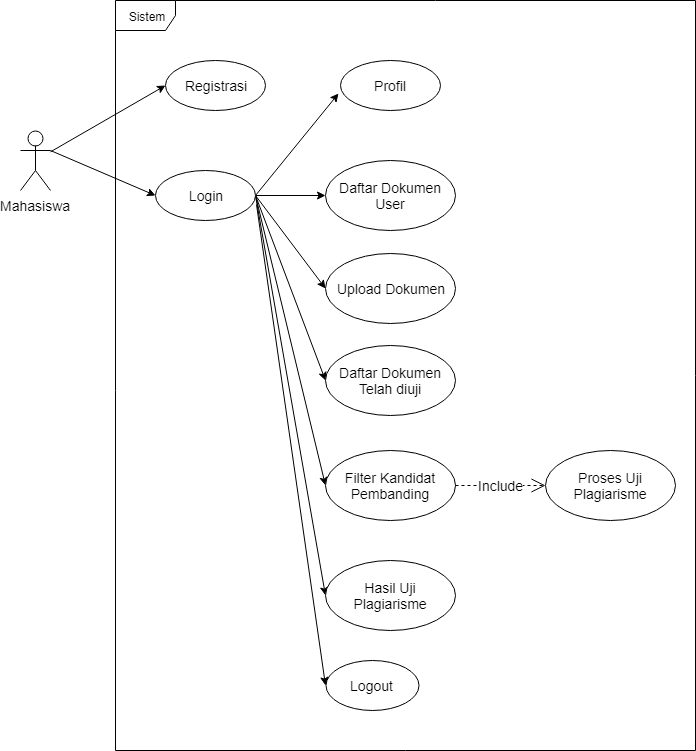 Sistem
Registrasi
Profil
Mahasiswa
Login
Daftar Dokumen
User
Upload Dokumen
Daftar Dokumen
Telah diuji
Filter Kandidat
Pembanding
Include
Proses Uji
Plagiarisme
Hasil Uji
Plagiarisme
Logout